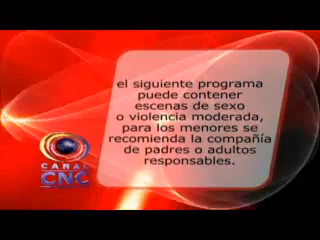 el siguiente programa
puede contener
escenas de sexo
o violencia moderada,
para los menores se
recomienda la compañía
de padres o adultos
responsables.
CANAL
CNC